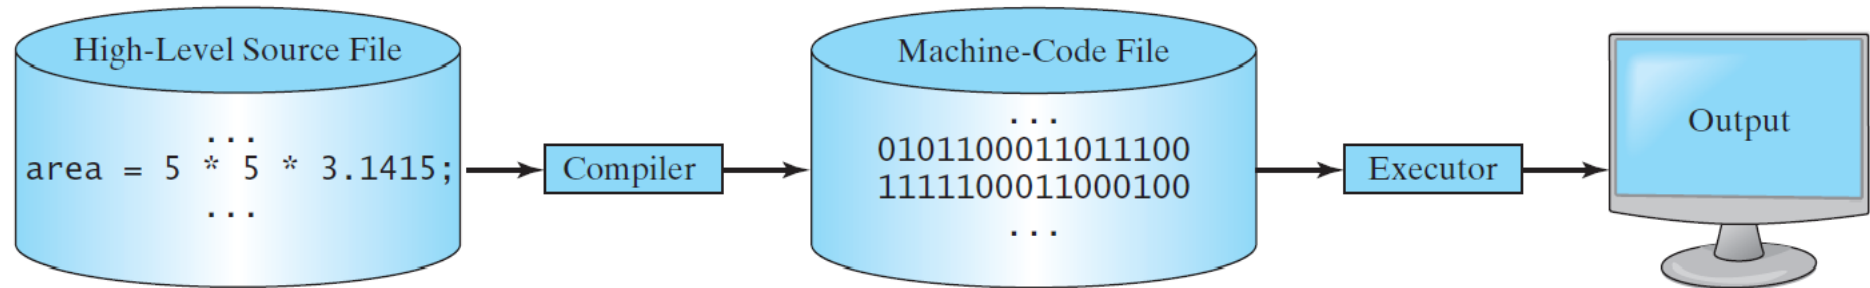 High-Level Source File
...
area = 5 * 5 * 3.1415;
...
Compiler
Machine-Code File
...
0101100011011100
1111100011000100
...
Executor
Output